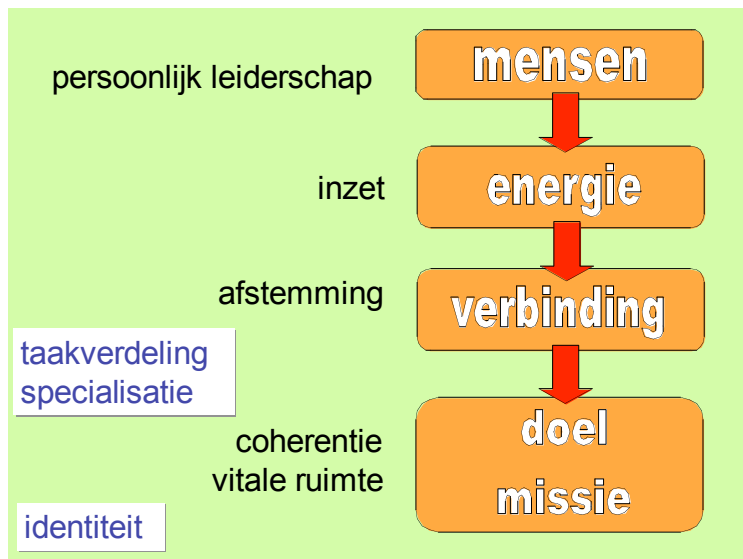 persoonlijk leiderschap
mensen
inzet
energie
afstemming
verbinding
taakverdeling
specialisatie
coherentie
vitale ruimte
doel
missie
identiteit